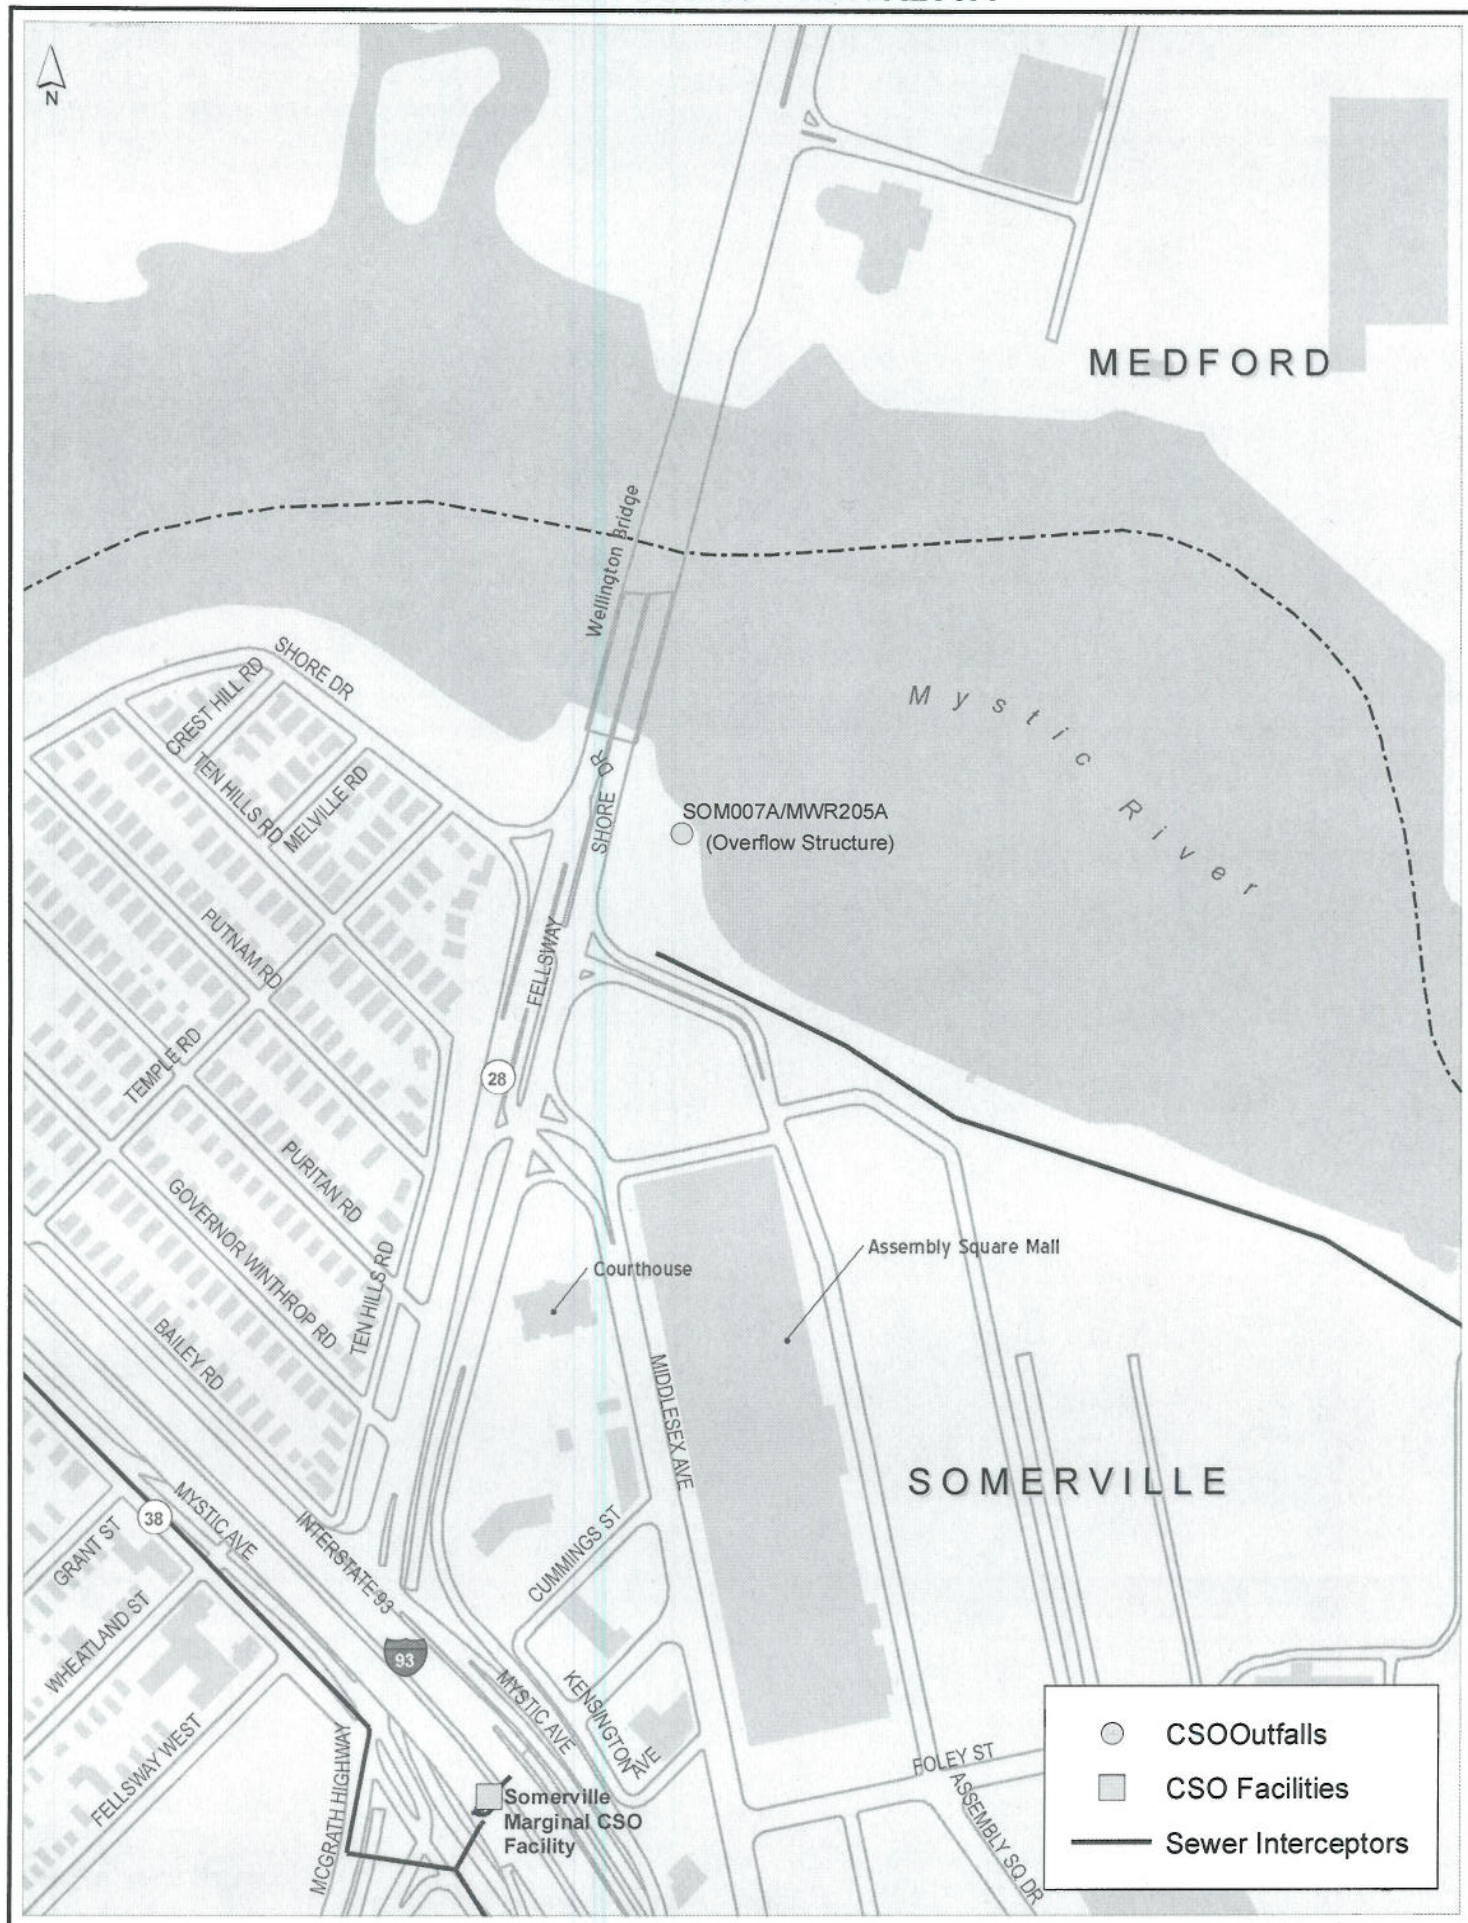 N
MEDFORD
Wellington Bridge
SHORE DR
CREST HILL RD
TEN HILLS RD
MELVILLE RD
Mystic River
SHORE DR
SOM007A/MWR205A
(Overflow Structure)
PUTNAM RD
FELLSWAY
TEMPLE RD
28
PURITAN RD
GOVERNOR WINTHROP RD
TEN HILLS RD
BAILEY RD
Courthouse
Assembly Square Mall
MIDDLESEX AVE
SOMERVILLE
38
MYSTIC AVE
GRANT ST
INTERSTATE 93
CUMMINGS ST
WHEATLAND ST
93
MYSTIC AVE
KENSINGTON AVE
FELLSWAY WEST
MCGRATH HIGHWAY
FOLEY ST
ASSEMBLY SQ DR
Somerville
Marginal CSO
Facility
CSOOutfalls
CSO Facilities
Sewer Interceptors